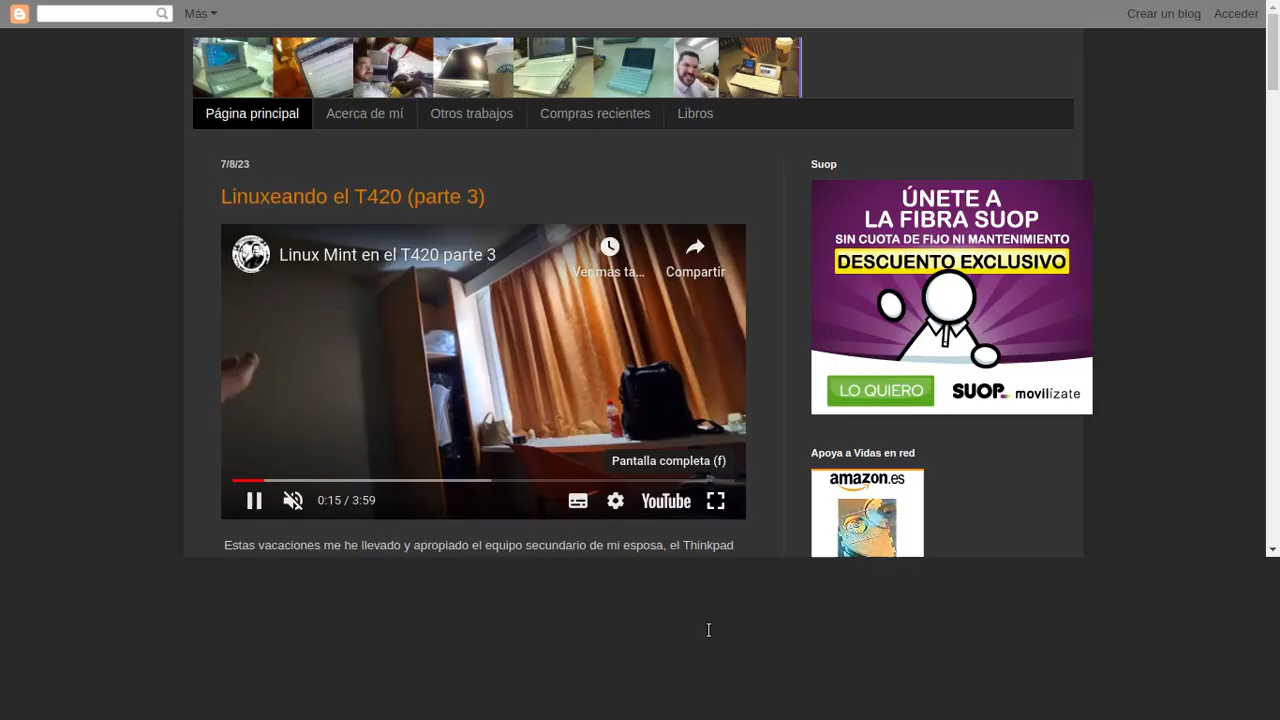 Más
Crear un blog
Acceder
Página principal
Acerca de mí
Otros trabajos
Compras recientes
Libros
7/8/23
Linuxeando el T420 (parte 3)
Linux Mint en el T420 parte 3
Ver más ta...
Compartir
Pantalla completa (f)
0:15 / 3:59
YouTube
Estas vacaciones me he llevado y apropiado el equipo secundario de mi esposa, el Thinkpad
Suop
ÚNETE A
LA FIBRA SUOP
SIN CUOTA DE FIJO NI MANTENIMIENTO
DESCUENTO EXCLUSIVO
LO QUIERO
SUOP
movilízate
Apoya a Vidas en red
amazon.es